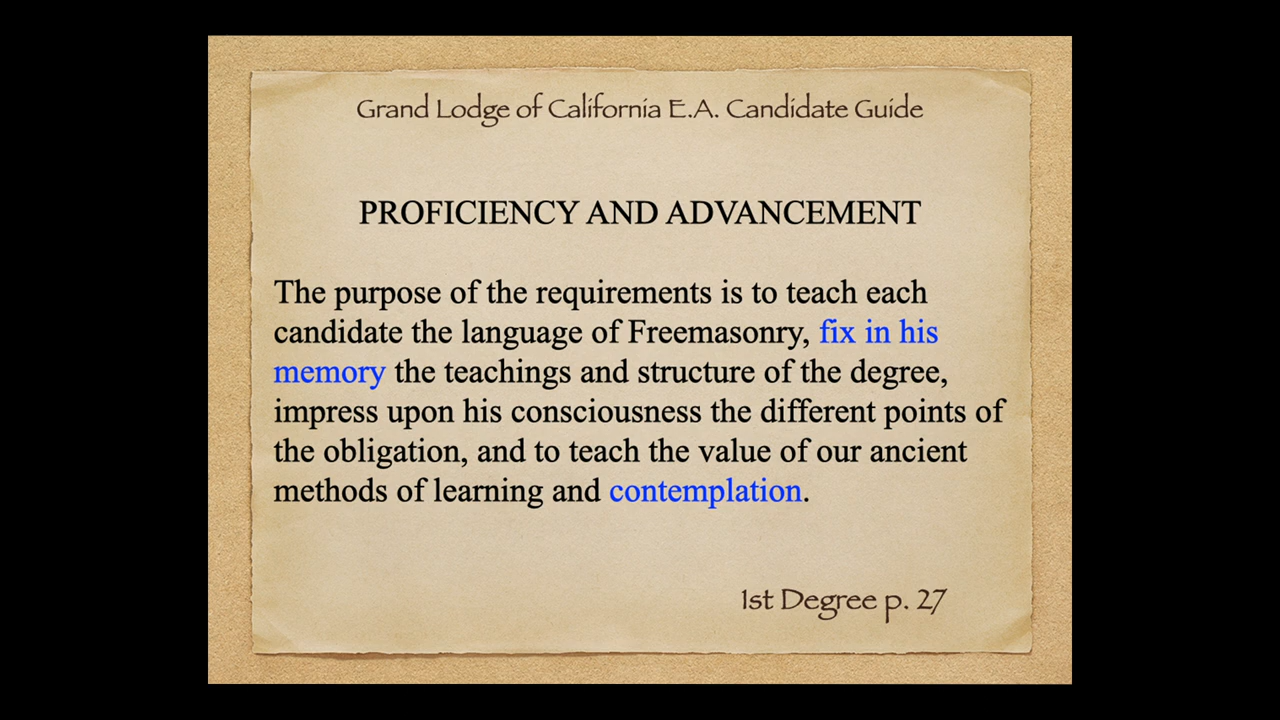 Grand Lodge of California E.A. Candidate Guide
PROFICIENCY AND ADVANCEMENT
The purpose of the requirements is to teach each
candidate the language of Freemasonry, fix in his
memory the teachings and structure of the degree,
impress upon his consciousness the different points of
the obligation, and to teach the value of our ancient
methods of learning and contemplation.
1st Degree p. 27